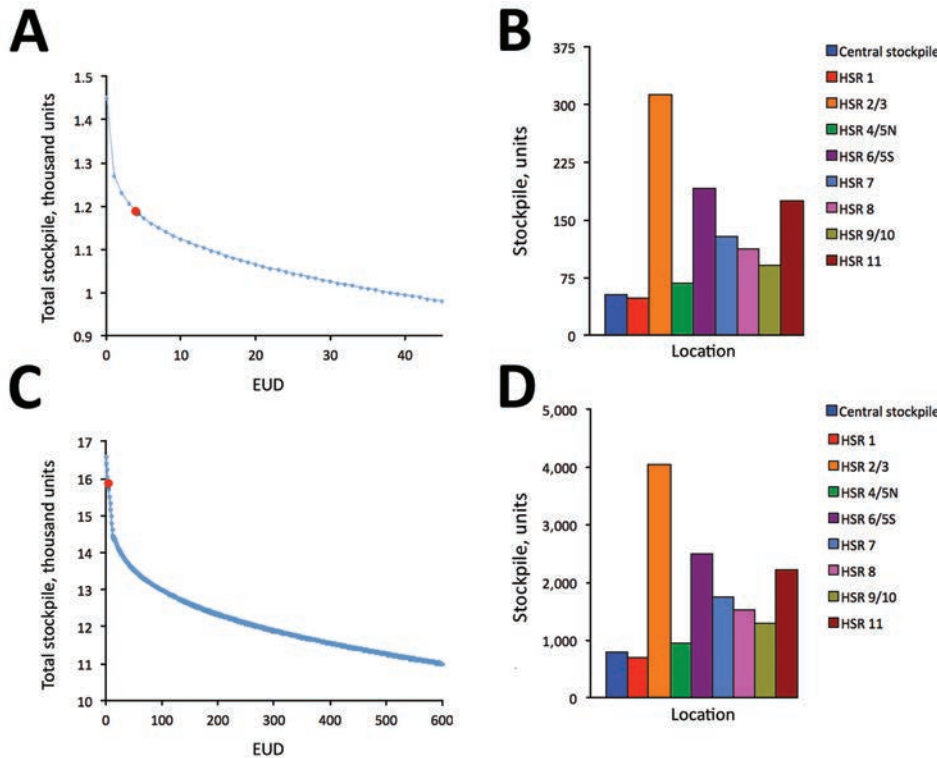 A
Total stockpile, thousand units
1.5
1.4
1.3
1.2
1.1
1
0.9
0
10
20
30
40
EUD
B
Stockpile, units
375
300
225
150
75
0
Location
Central stockpile
HSR 1
HSR 2/3
HSR 4/5N
HSR 6/5S
HSR 7
HSR 8
HSR 9/10
HSR 11
C
Total stockpile, thousand units
17
16
15
14
13
12
11
10
0
100
200
300
400
500
600
EUD
D
Stockpile, units
5,000
4,000
3,000
2,000
1,000
0
Location
Central stockpile
HSR 1
HSR 2/3
HSR 4/5N
HSR 6/5S
HSR 7
HSR 8
HSR 9/10
HSR 11